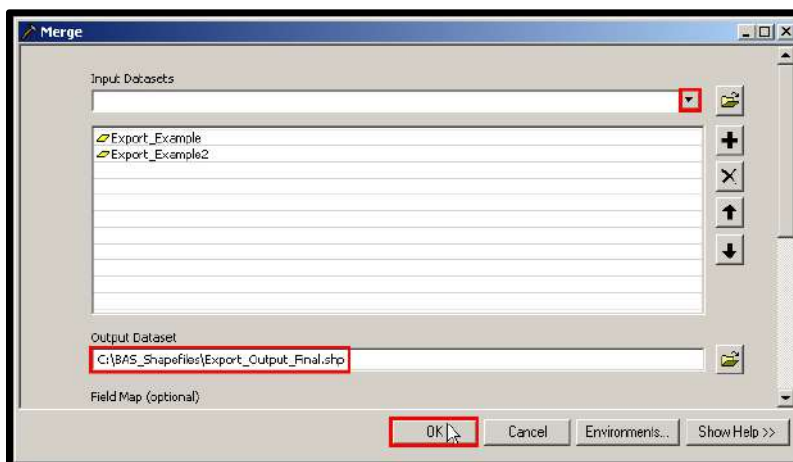 Merge
Input Datasets
Export_Example
Export_Example2
Output Dataset
C:\BAS_Shapefiles\Export_Output_Final.shp
Field Map (optional)
OK
Cancel
Environments...
Show Help >>